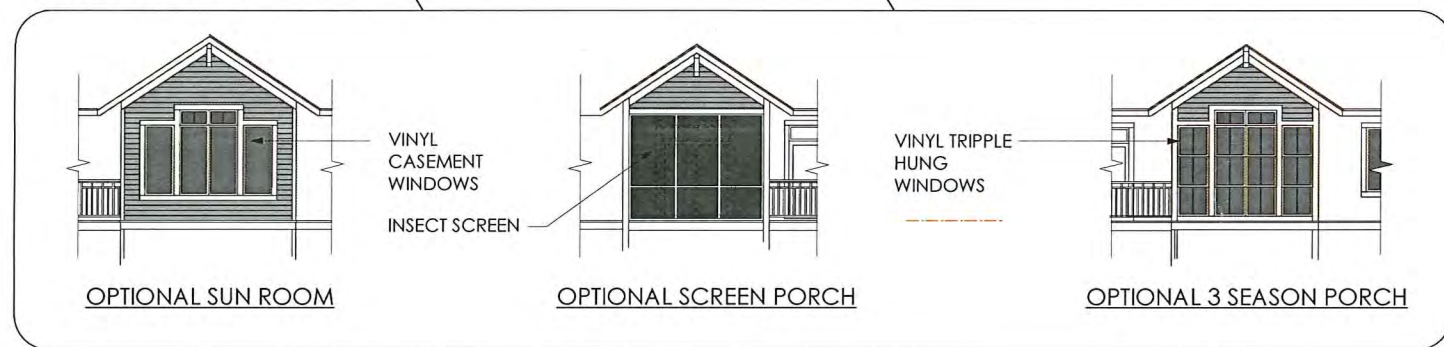 VINYL
CASEMENT
WINDOWS
INSECT SCREEN
VINYL TRIPPLE
HUNG
WINDOWS
OPTIONAL SUN ROOM
OPTIONAL SCREEN PORCH
OPTIONAL 3 SEASON PORCH